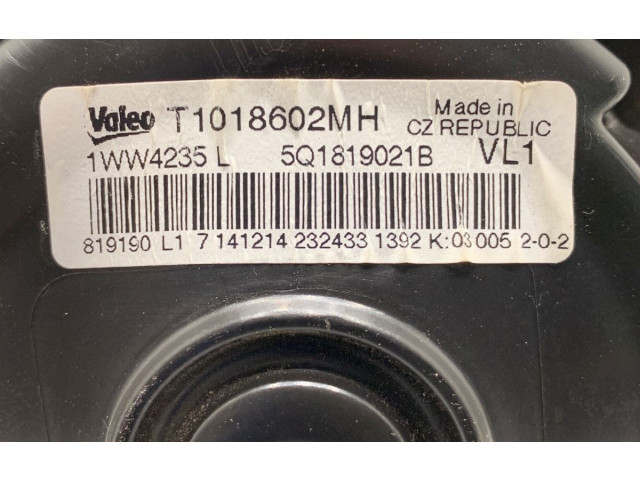 Valeo T1018602MH Made in
CZ REPUBLIC
1WW4235 L 5Q1819021B VL1
819190 L1 7 141214 232433 1392 K:03 005 2-0-2